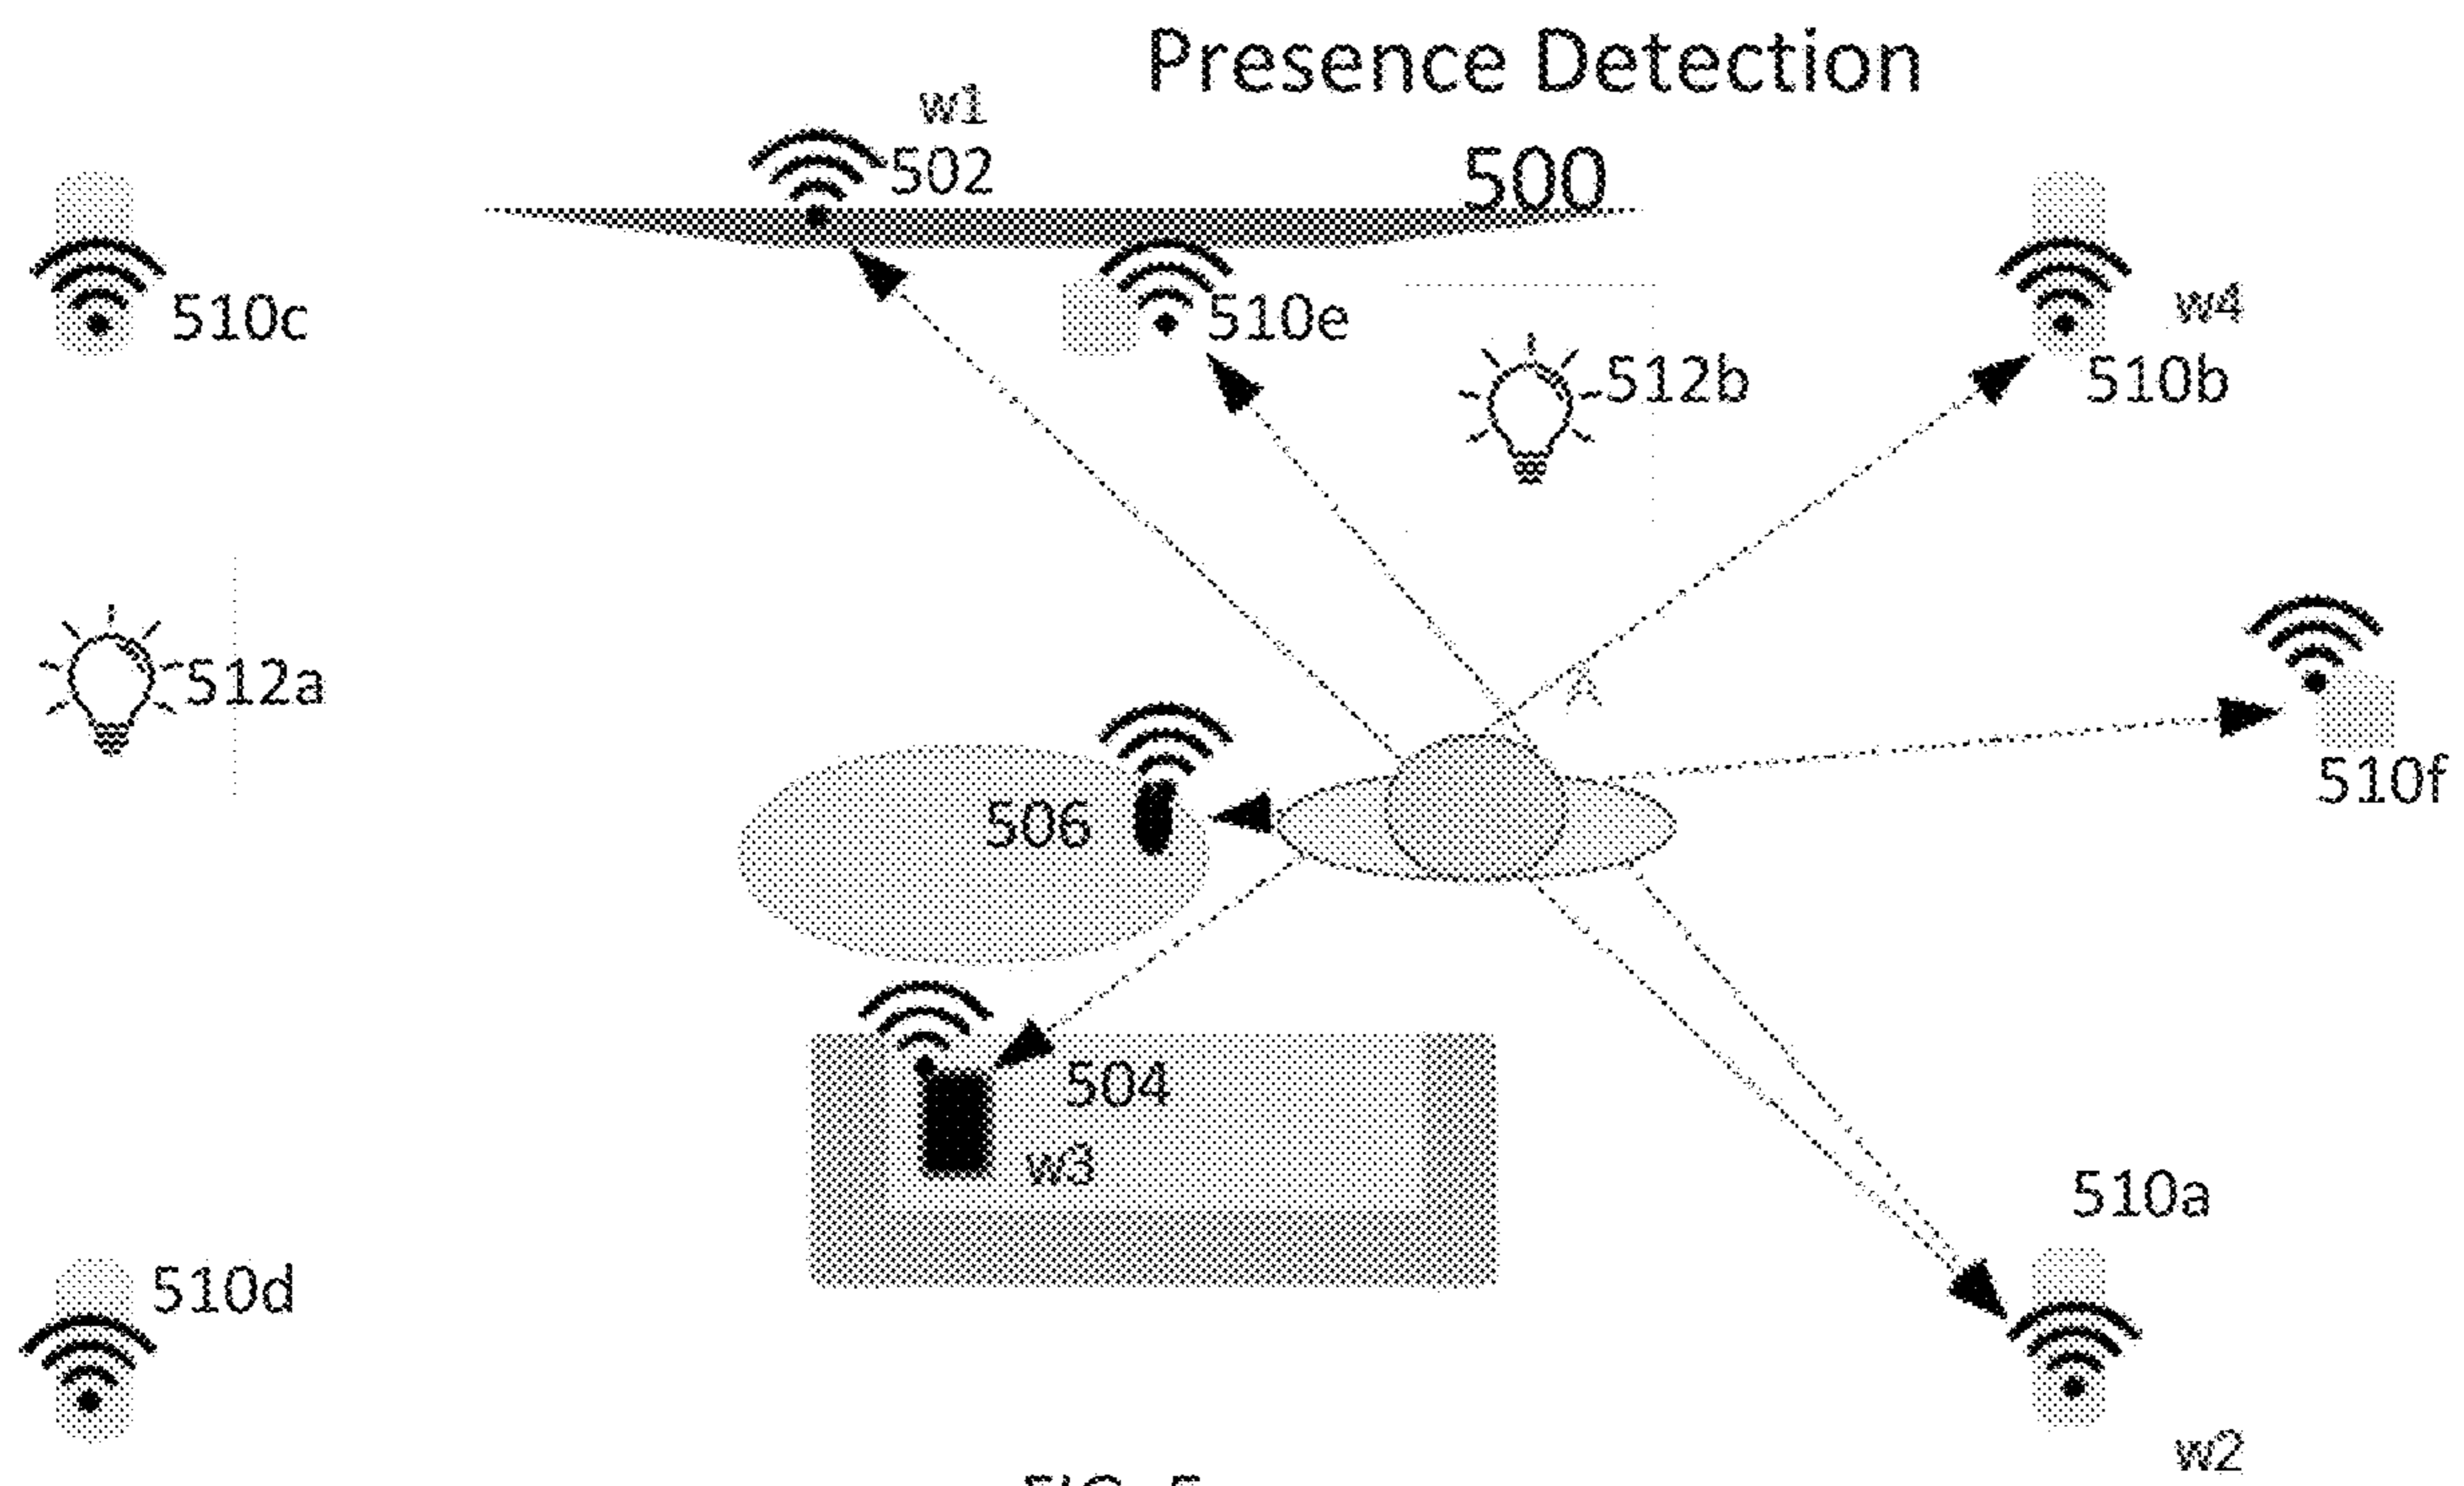 Presence Detection
w1
502
500
510c
510e
w4
512b
510b
512a
A
510f
506
504
w3
510a
510d
w2